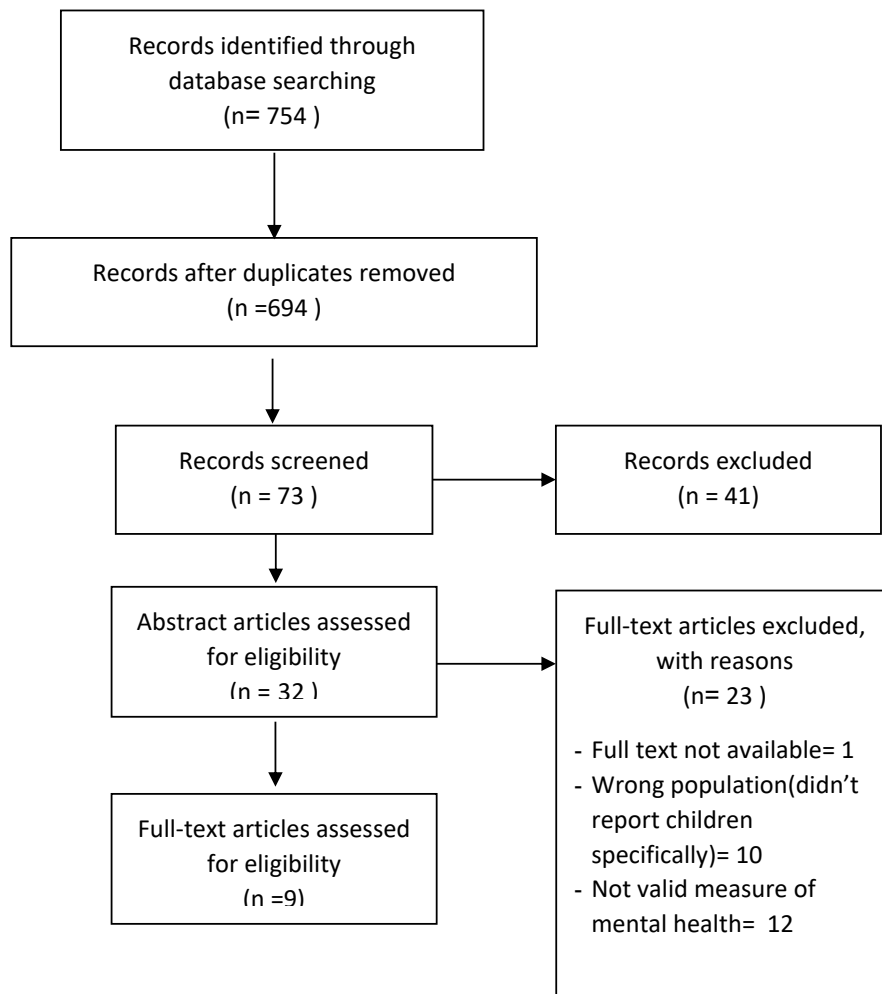 Records identified through
database searching
(n= 754 )
Records after duplicates removed
(n =694 )
Records screened
(n = 73 )
Records excluded
(n = 41)
Abstract articles assessed
for eligibility
(n = 32 )
Full-text articles excluded,
with reasons
(n= 23 )
- Full text not available= 1
- Wrong population(didn’t
report children
specifically)= 10
- Not valid measure of
mental health=  12
Full-text articles assessed
for eligibility
(n =9)